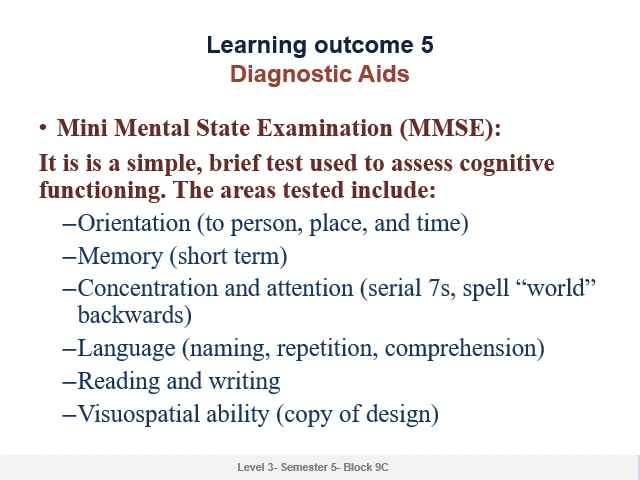 Learning outcome 5
Diagnostic Aids
• Mini Mental State Examination (MMSE):
It is is a simple, brief test used to assess cognitive
functioning. The areas tested include:
–Orientation (to person, place, and time)
–Memory (short term)
–Concentration and attention (serial 7s, spell “world”
backwards)
–Language (naming, repetition, comprehension)
–Reading and writing
–Visuospatial ability (copy of design)
Level 3- Semester 5- Block 9C